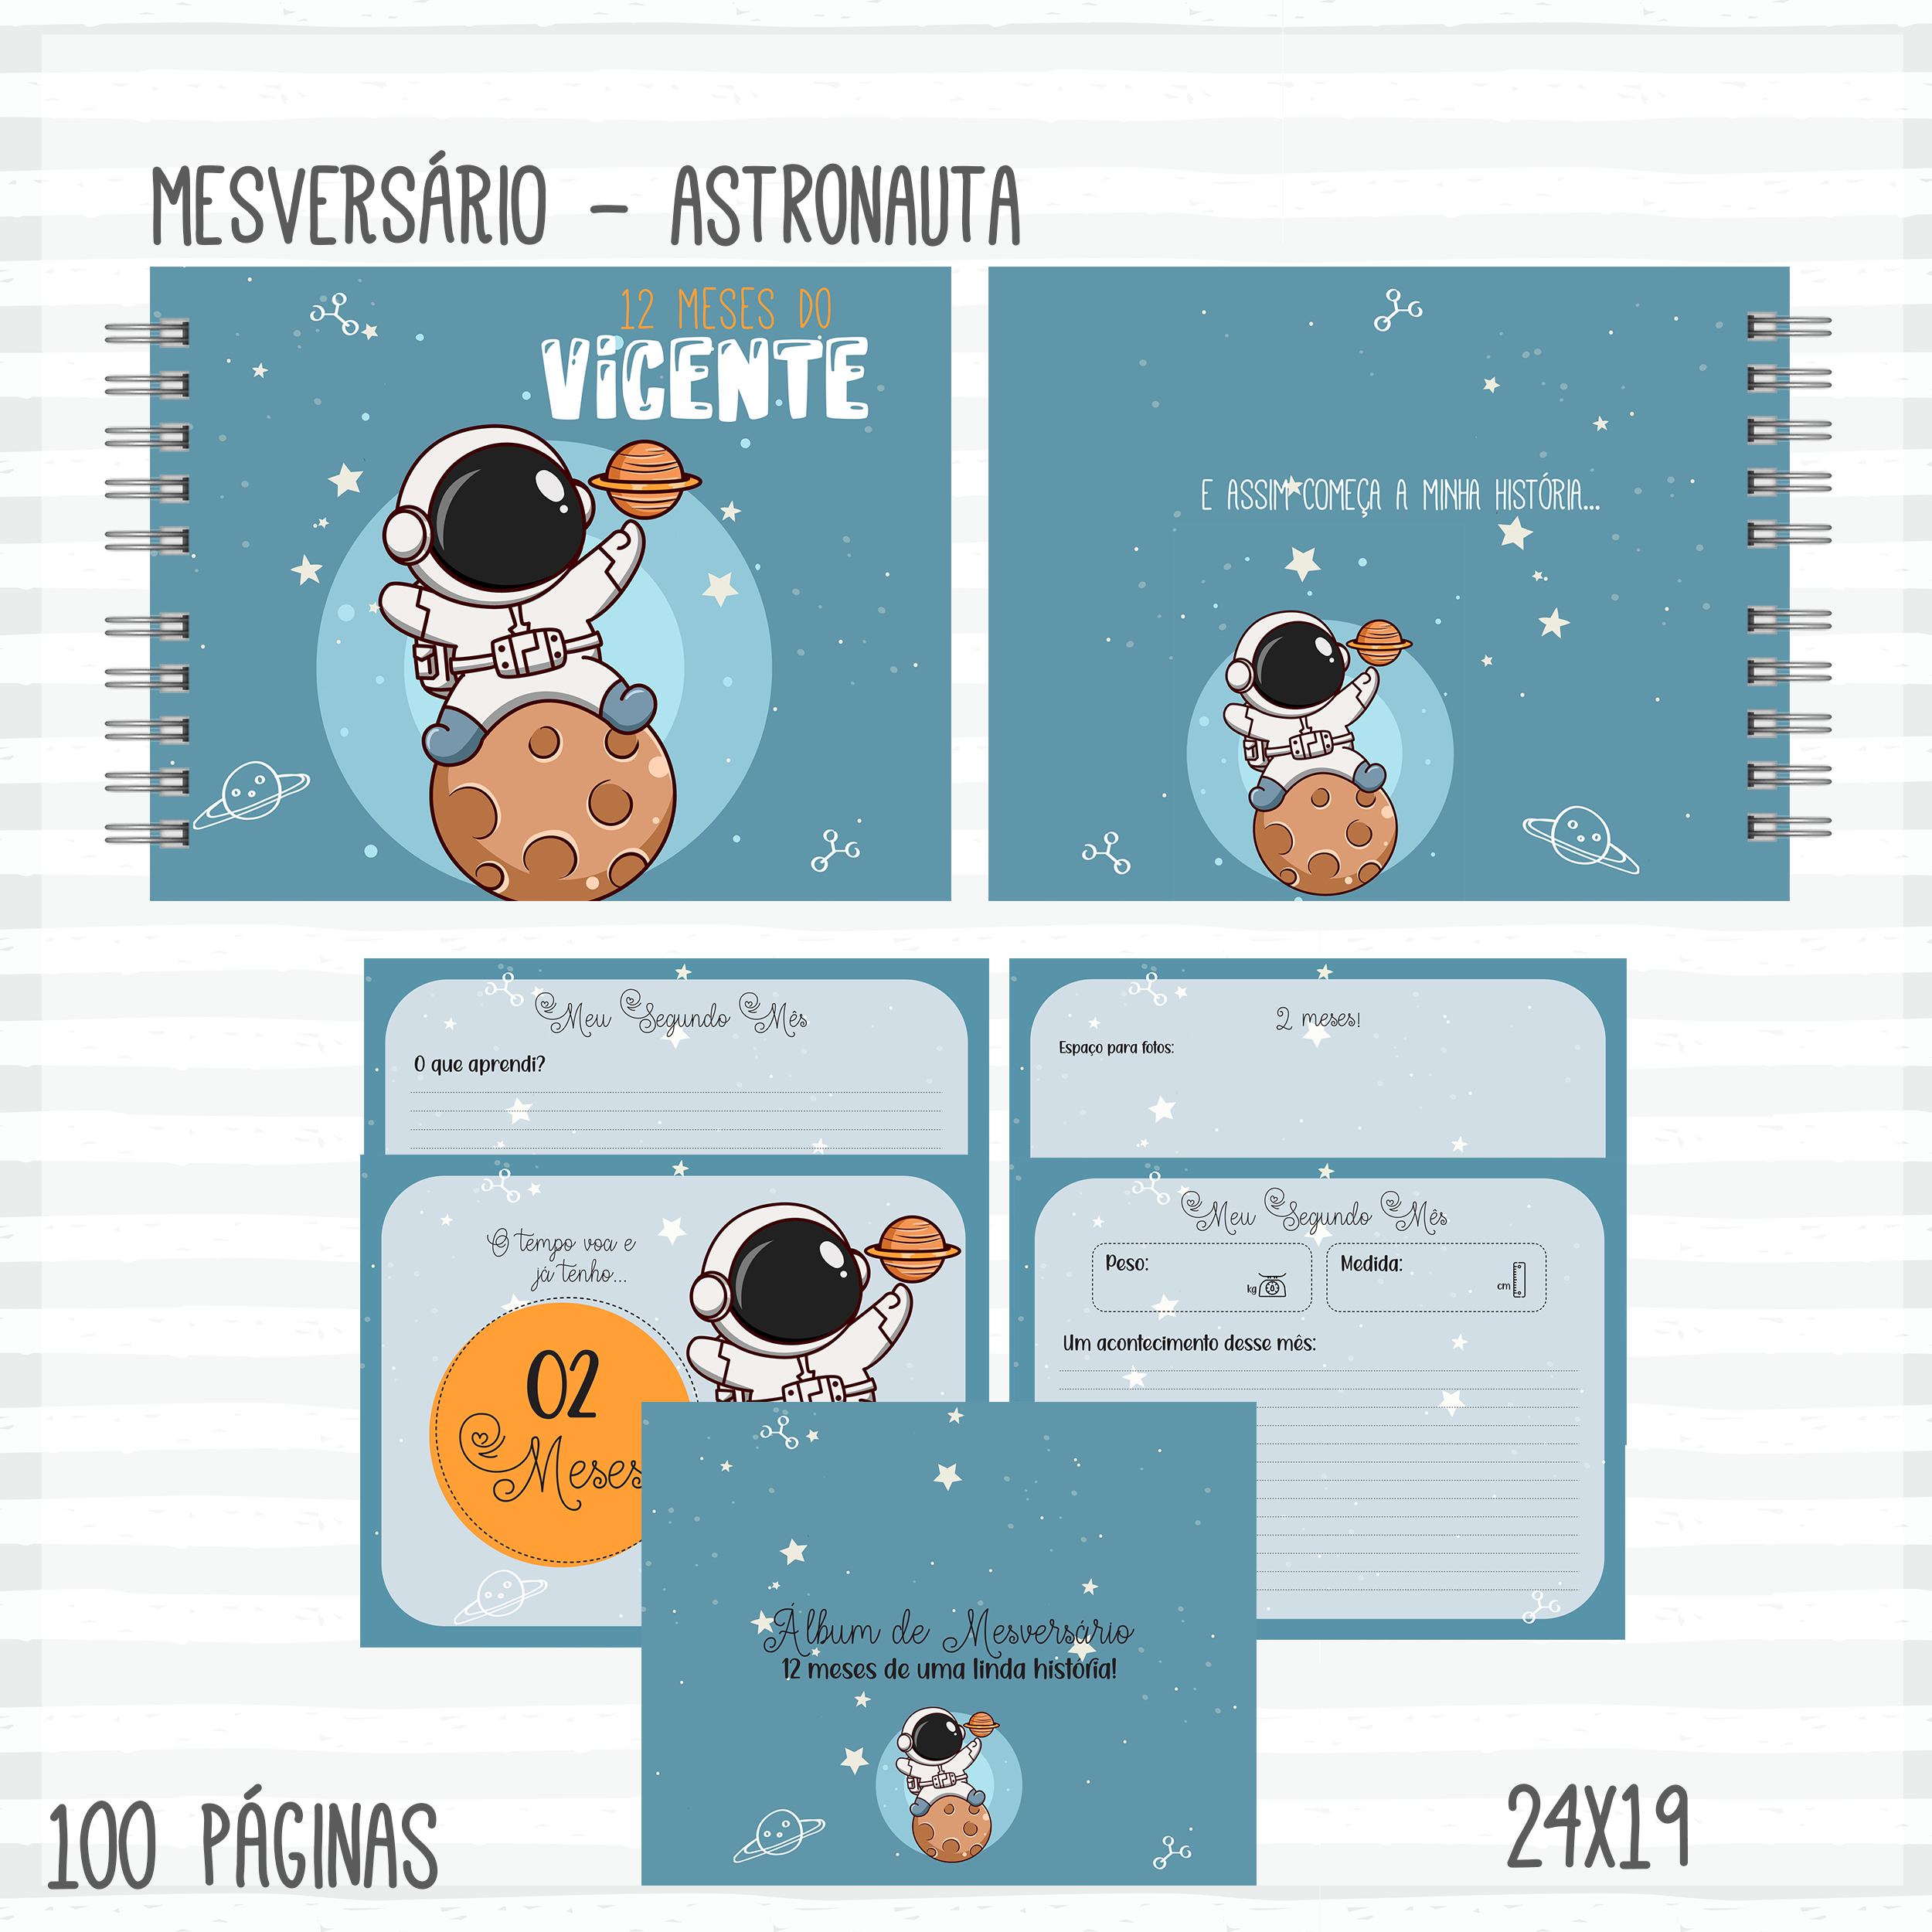 MESVERSÁRIO - ASTRONAUTA
12 MESES DO
ViCENTE
E ASSIM COMEÇA A MINHA HISTÓRIA...
Meu Segundo Mês
O que aprendi?
2 meses!
Espaço para fotos:
O tempo voa e
já tenho...
02
Meses
Meu Segundo Mês
Peso:
kg
Medida:
cm
Um acontecimento desse mês:
Álbum de Mesversário
12 meses de uma linda história!
100 PÁGINAS
24X19